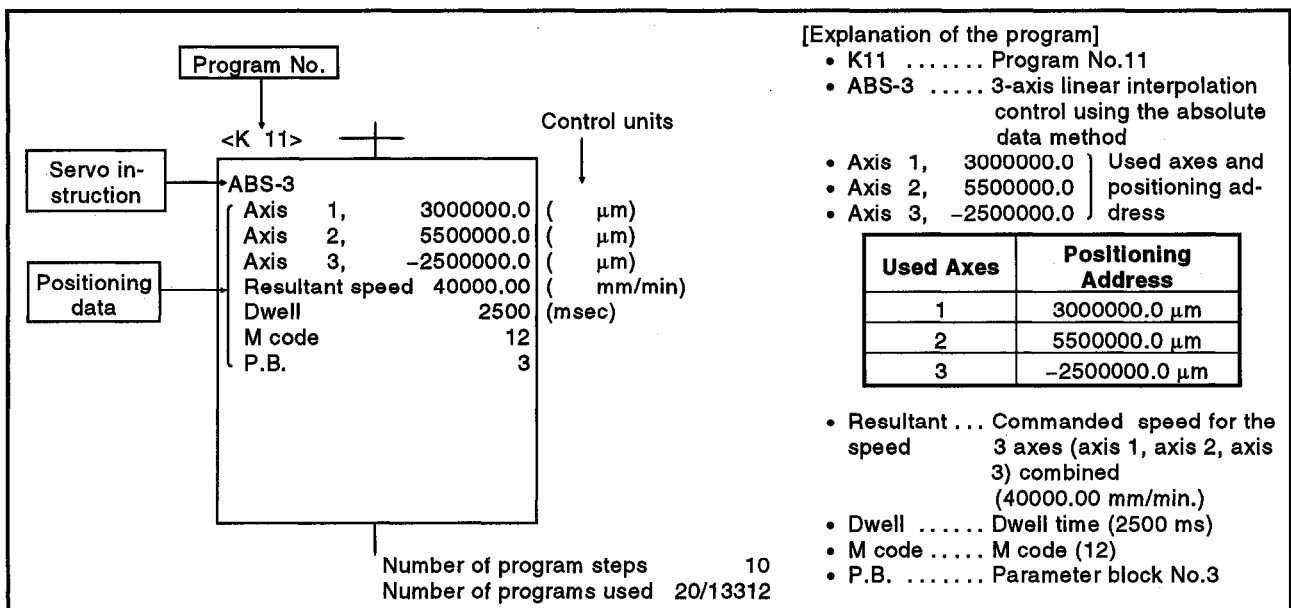 Program No.
<K 11>
Control units
Servo in-
struction
ABS-3
Axis 1, 3000000.0 ( μm)
Axis 2, 5500000.0 ( μm)
Axis 3, −2500000.0 ( μm)
Resultant speed 40000.00 ( mm/min)
Dwell 2500 (msec)
M code 12
P.B. 3
Positioning
data
Number of program steps 10
Number of programs used 20/13312
[Explanation of the program]
• K11 ....... Program No.11
• ABS-3 ..... 3-axis linear interpolation
control using the absolute
data method
• Axis 1, 3000000.0 Used axes and
• Axis 2, 5500000.0 positioning ad-
• Axis 3, −2500000.0 dress
Used Axes Positioning
Address
1 3000000.0 μm
2 5500000.0 μm
3 −2500000.0 μm
• Resultant ... Commanded speed for the
speed 3 axes (axis 1, axis 2, axis
3) combined
(40000.00 mm/min.)
• Dwell ...... Dwell time (2500 ms)
• M code ..... M code (12)
• P.B. ....... Parameter block No.3